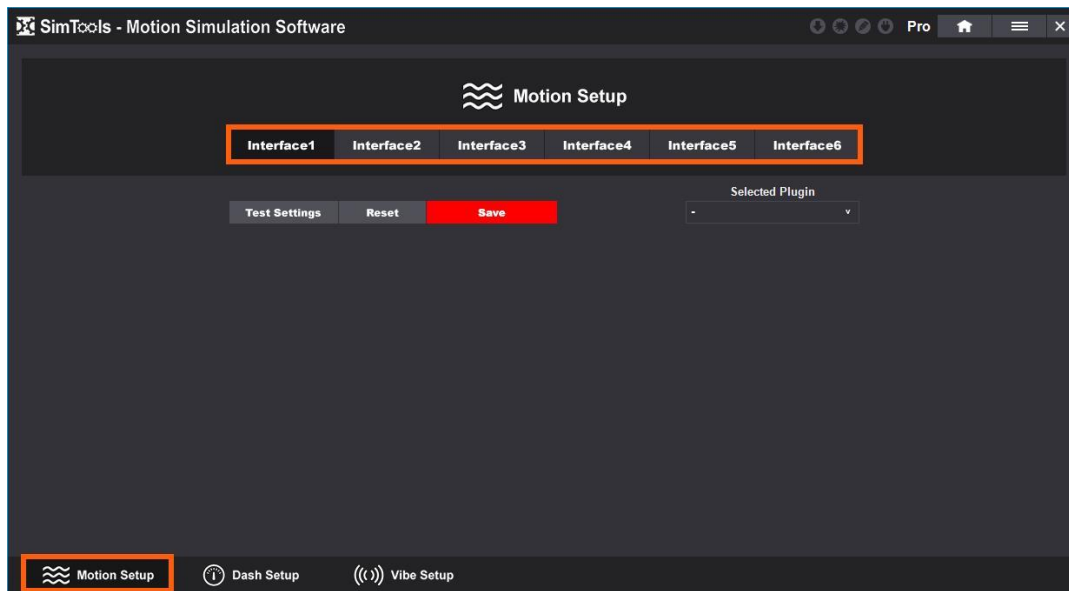 SimTools - Motion Simulation Software Pro
Motion Setup
Interface1 Interface2 Interface3 Interface4 Interface5 Interface6
Selected Plugin
Test Settings Reset Save - v
Motion Setup Dash Setup Vibe Setup